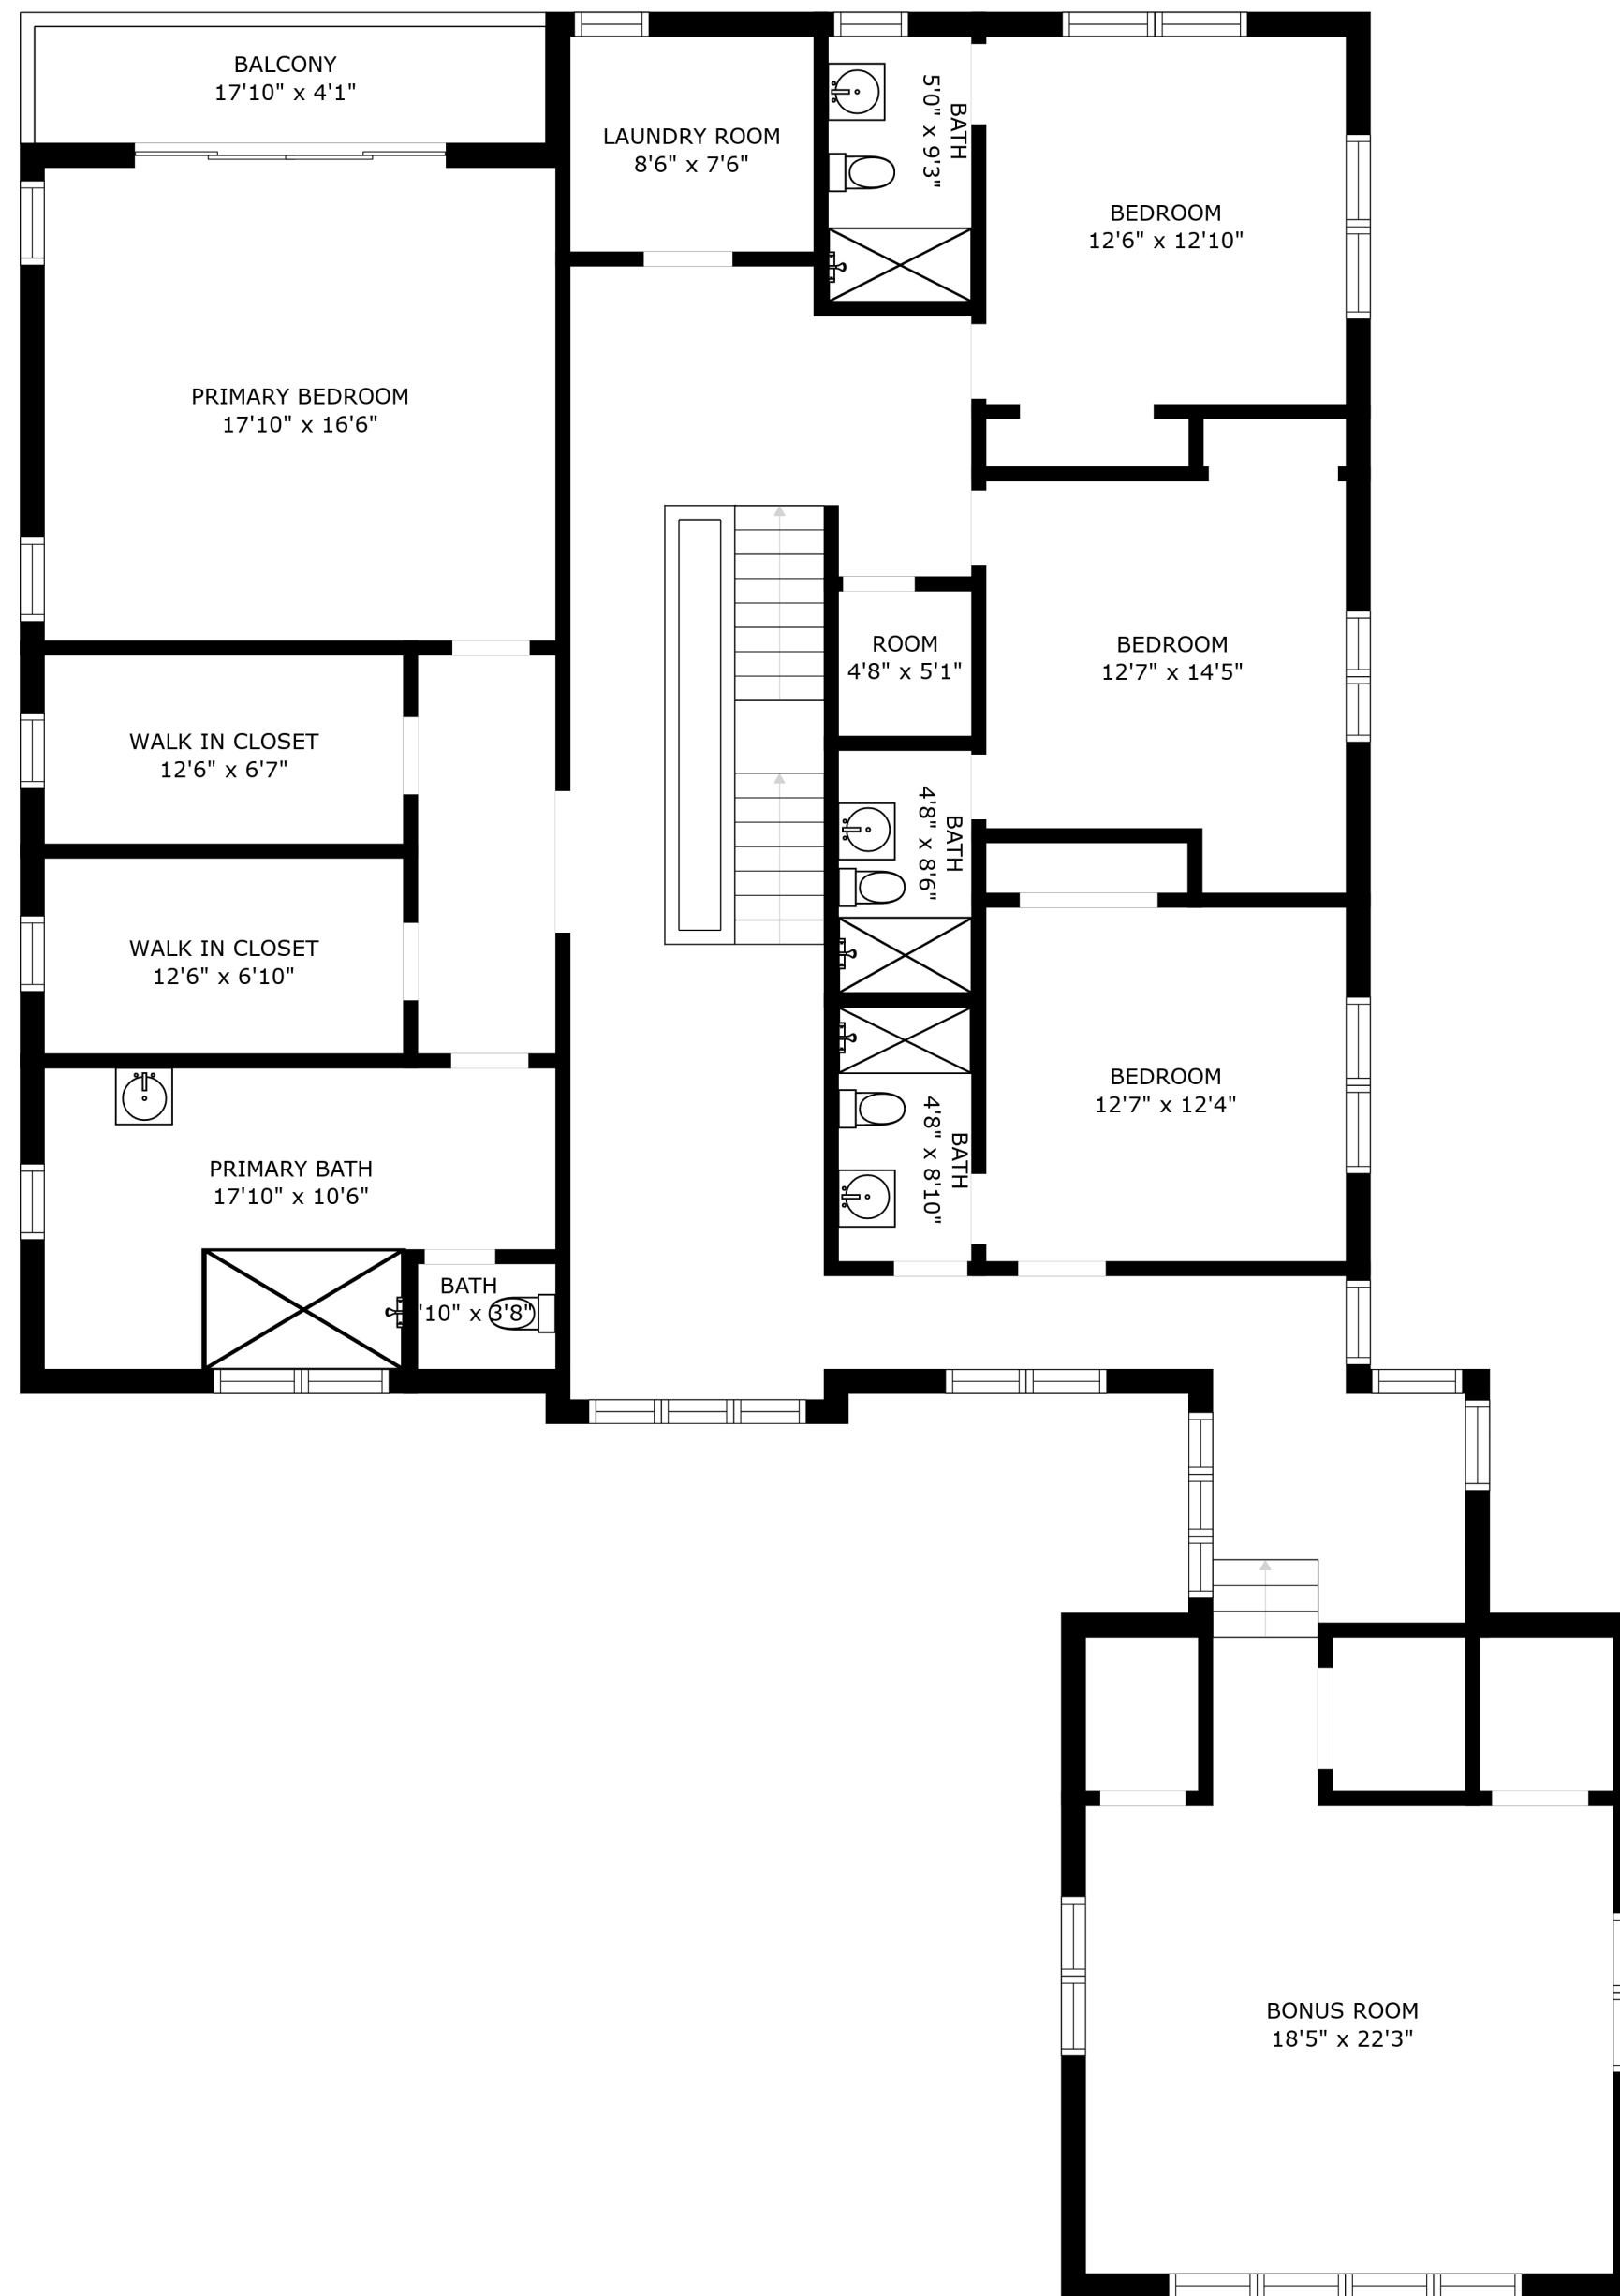 BALCONY
17'10" x 4'1"
LAUNDRY ROOM
8'6" x 7'6"
BATH
5'0" x 9'3"
BEDROOM
12'6" x 12'10"
PRIMARY BEDROOM
17'10" x 16'6"
ROOM
4'8" x 5'1"
BEDROOM
12'7" x 14'5"
WALK IN CLOSET
12'6" x 6'7"
BATH
4'8" x 8'6"
WALK IN CLOSET
12'6" x 6'10"
BEDROOM
12'7" x 12'4"
PRIMARY BATH
17'10" x 10'6"
BATH
4'8" x 8'10"
BATH
'10" x 3'8"
BONUS ROOM
18'5" x 22'3"